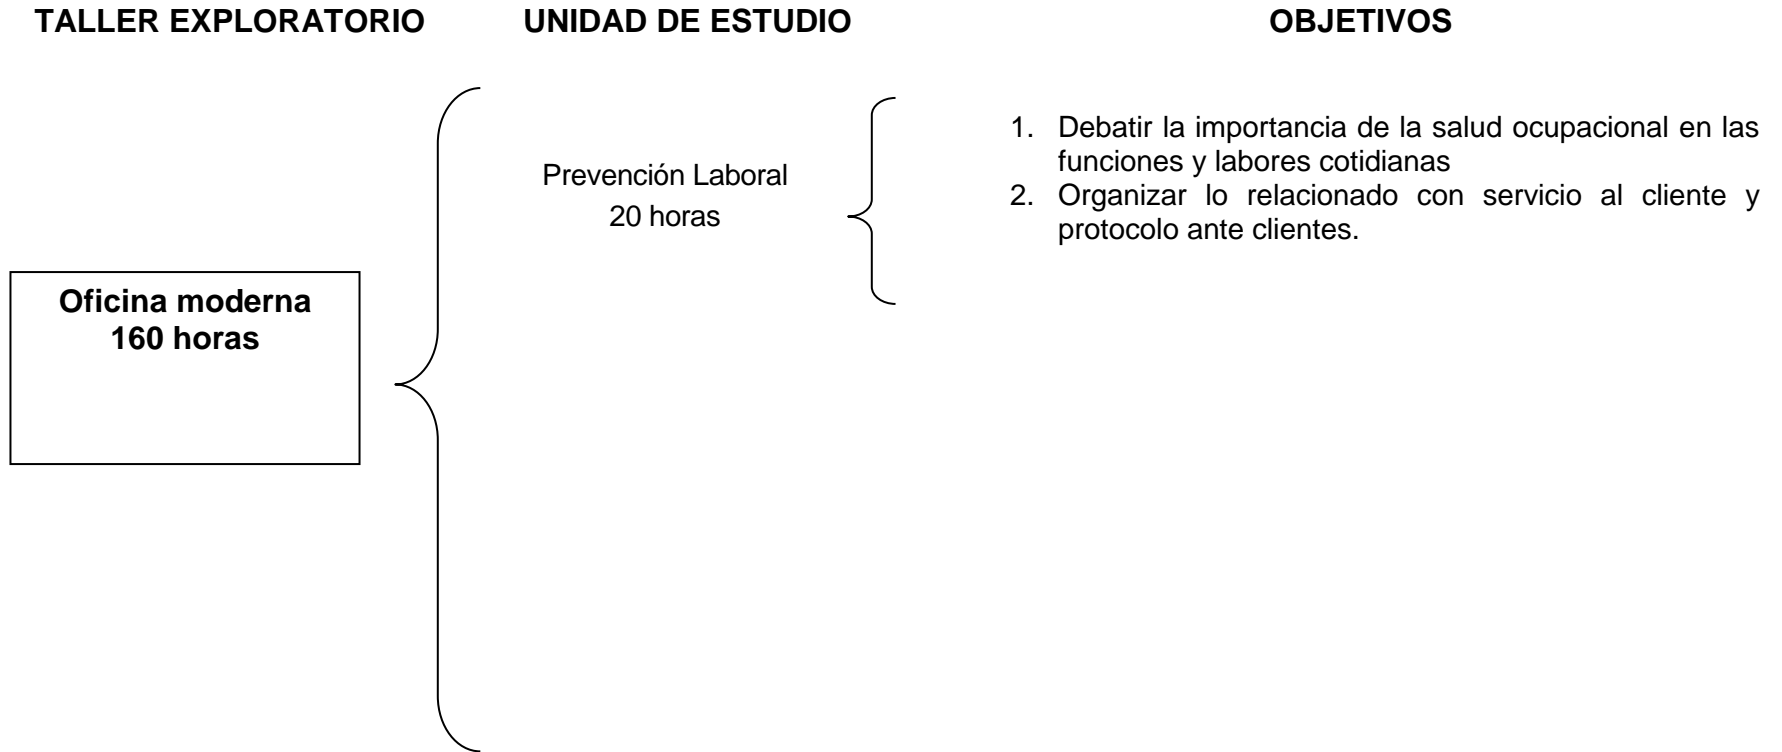 TALLER EXPLORATORIO
UNIDAD DE ESTUDIO
OBJETIVOS
Oficina moderna
160 horas
Prevención Laboral
20 horas
1. Debatir la importancia de la salud ocupacional en las
funciones y labores cotidianas
2. Organizar lo relacionado con servicio al cliente y
protocolo ante clientes.